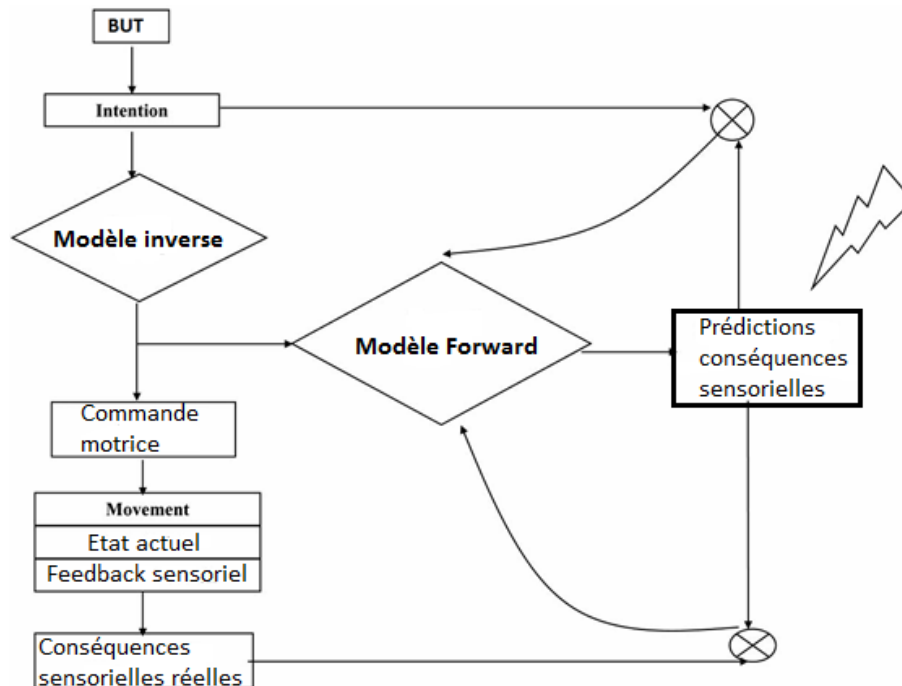 BUT
Intention
Modèle inverse
Modèle Forward
Prédictions
conséquences
sensorielles
Commande
motrice
Movement
Etat actuel
Feedback sensoriel
Conséquences
sensorielles réelles